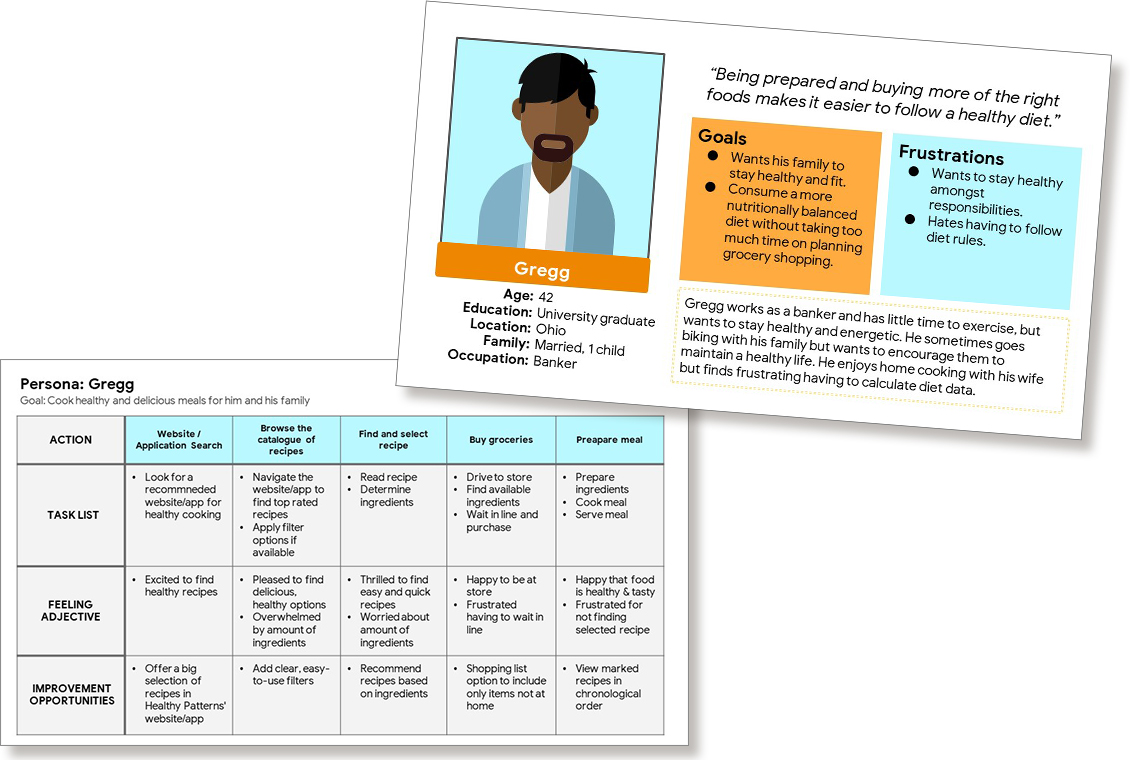 “Being prepared and buying more of the right
foods makes it easier to follow a healthy diet.”
Goals
● Wants his family to
stay healthy and fit.
● Consume a more
nutritionally balanced
diet without taking too
much time on planning
grocery shopping.
Frustrations
● Wants to stay healthy
amongst
responsibilities.
● Hates having to follow
diet rules.
Gregg
Age: 42
Education: University graduate
Location: Ohio
Family: Married, 1 child
Occupation: Banker
Gregg works as a banker and has little time to exercise, but
wants to stay healthy and energetic. He sometimes goes
biking with his family but wants to encourage them to
maintain a healthy life. He enjoys home cooking with his wife
but finds frustrating having to calculate diet data.
Persona: Gregg
Goal: Cook healthy and delicious meals for him and his family
ACTION
Website /
Application Search
Browse the
catalogue of
recipes
Find and select
recipe
Buy groceries
Preapare meal
TASK LIST
• Look for a
recommneded
website/app for
healthy cooking
• Navigate the
website/app to
find top rated
recipes
• Apply filter
options if
available
• Read recipe
• Determine
ingredients
• Drive to store
• Find available
ingredients
• Wait in line and
purchase
• Prepare
ingredients
• Cook meal
• Serve meal
FEELING
ADJECTIVE
• Excited to find
healthy recipes
• Pleased to find
delicious,
healthy options
• Overwhelmed
by amount of
ingredients
• Thrilled to find
easy and quick
recipes
• Worried about
amount of
ingredients
• Happy to be at
store
• Frustrated
having to wait in
line
• Happy that food
is healthy & tasty
• Frustrated for
not finding
selected recipe
IMPROVEMENT
OPPORTUNITIES
• Offer a big
selection of
recipes in
Healthy Patterns'
website/app
• Add clear, easy-
to-use filters
• Recommend
recipes based
on ingredients
• Shopping list
option to include
only items not at
home
• View marked
recipes in
chronological
order